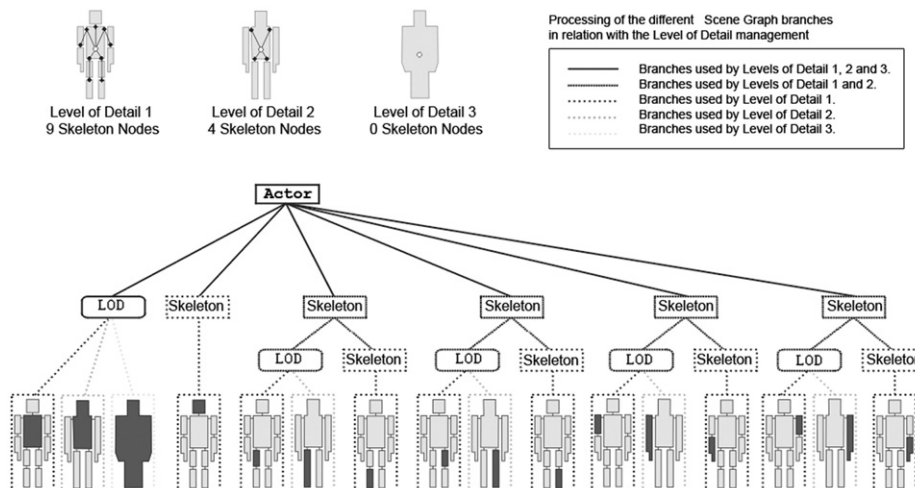 Processing of the different Scene Graph branches
in relation with the Level of Detail management
Level of Detail 1
9 Skeleton Nodes
Level of Detail 2
4 Skeleton Nodes
Level of Detail 3
0 Skeleton Nodes
Branches used by Levels of Detail 1, 2 and 3.
Branches used by Levels of Detail 1 and 2.
Branches used by Level of Detail 1.
Branches used by Level of Detail 2.
Branches used by Level of Detail 3.
Actor
LOD
Skeleton
Skeleton
Skeleton
Skeleton
Skeleton
LOD
Skeleton
LOD
Skeleton
LOD
Skeleton
LOD
Skeleton